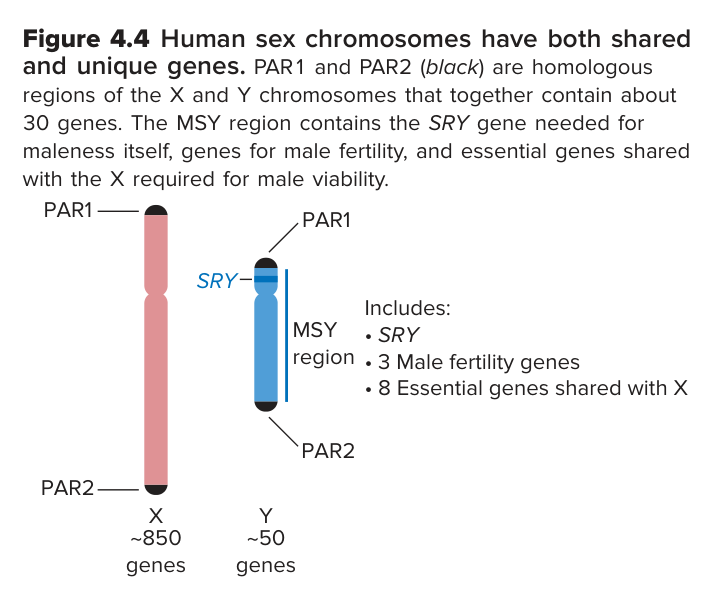 Figure 4.4 Human sex chromosomes have both shared
and unique genes. PAR1 and PAR2 (black) are homologous
regions of the X and Y chromosomes that together contain about
30 genes. The MSY region contains the SRY gene needed for
maleness itself, genes for male fertility, and essential genes shared
with the X required for male viability.
PAR1
PAR1
SRY
Includes:
• SRY
• 3 Male fertility genes
• 8 Essential genes shared with X
MSY
region
PAR2
PAR2
X
~850
genes
Y
~50
genes